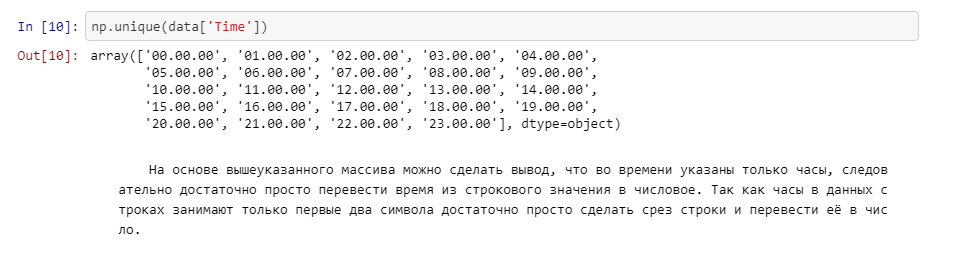 In [10]: np.unique(data['Time'])
Out[10]: array(['00.00.00', '01.00.00', '02.00.00', '03.00.00', '04.00.00',
'05.00.00', '06.00.00', '07.00.00', '08.00.00', '09.00.00',
'10.00.00', '11.00.00', '12.00.00', '13.00.00', '14.00.00',
'15.00.00', '16.00.00', '17.00.00', '18.00.00', '19.00.00',
'20.00.00', '21.00.00', '22.00.00', '23.00.00'], dtype=object)
На основе вышеуказанного массива можно сделать вывод, что во времени указаны только часы, следов
ательно достаточно просто перевести время из строкового значения в числовое. Так как часы в данных с
троках занимают только первые два символа достаточно просто сделать срез строки и перевести её в чис
ло.